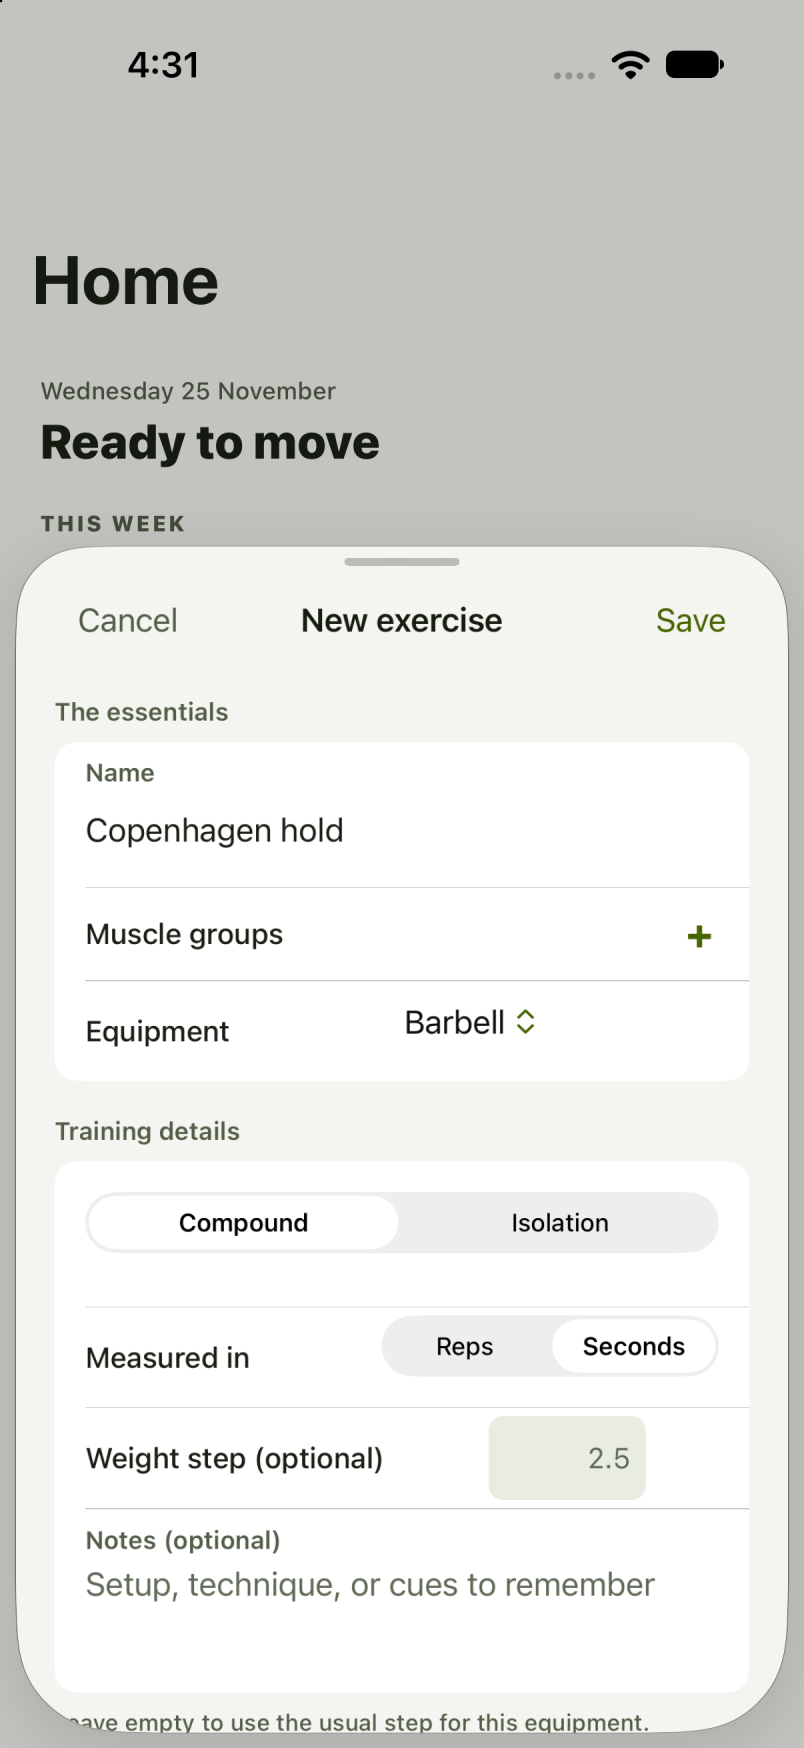 4:31
Home
Wednesday 25 November
Ready to move
THIS WEEK
Cancel New exercise Save
The essentials
Name
Copenhagen hold
Muscle groups
Equipment Barbell
Training details
Compound Isolation
Measured in Reps Seconds
Weight step (optional) 2.5
Notes (optional)
Setup, technique, or cues to remember
empty to use the usual step for this equipment.